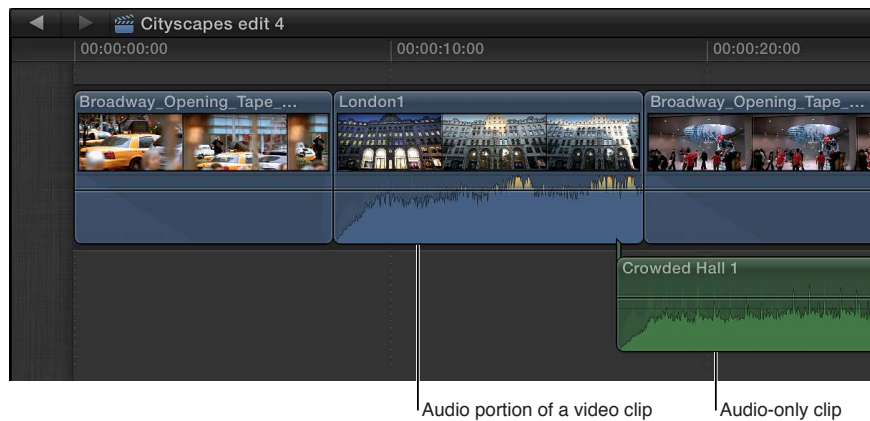 Cityscapes edit 4
00:00:00:00 00:00:10:00 00:00:20:00
Broadway_Opening_Tape_... London1 Broadway_Opening_Tape_...
Crowded Hall 1
Audio portion of a video clip Audio-only clip